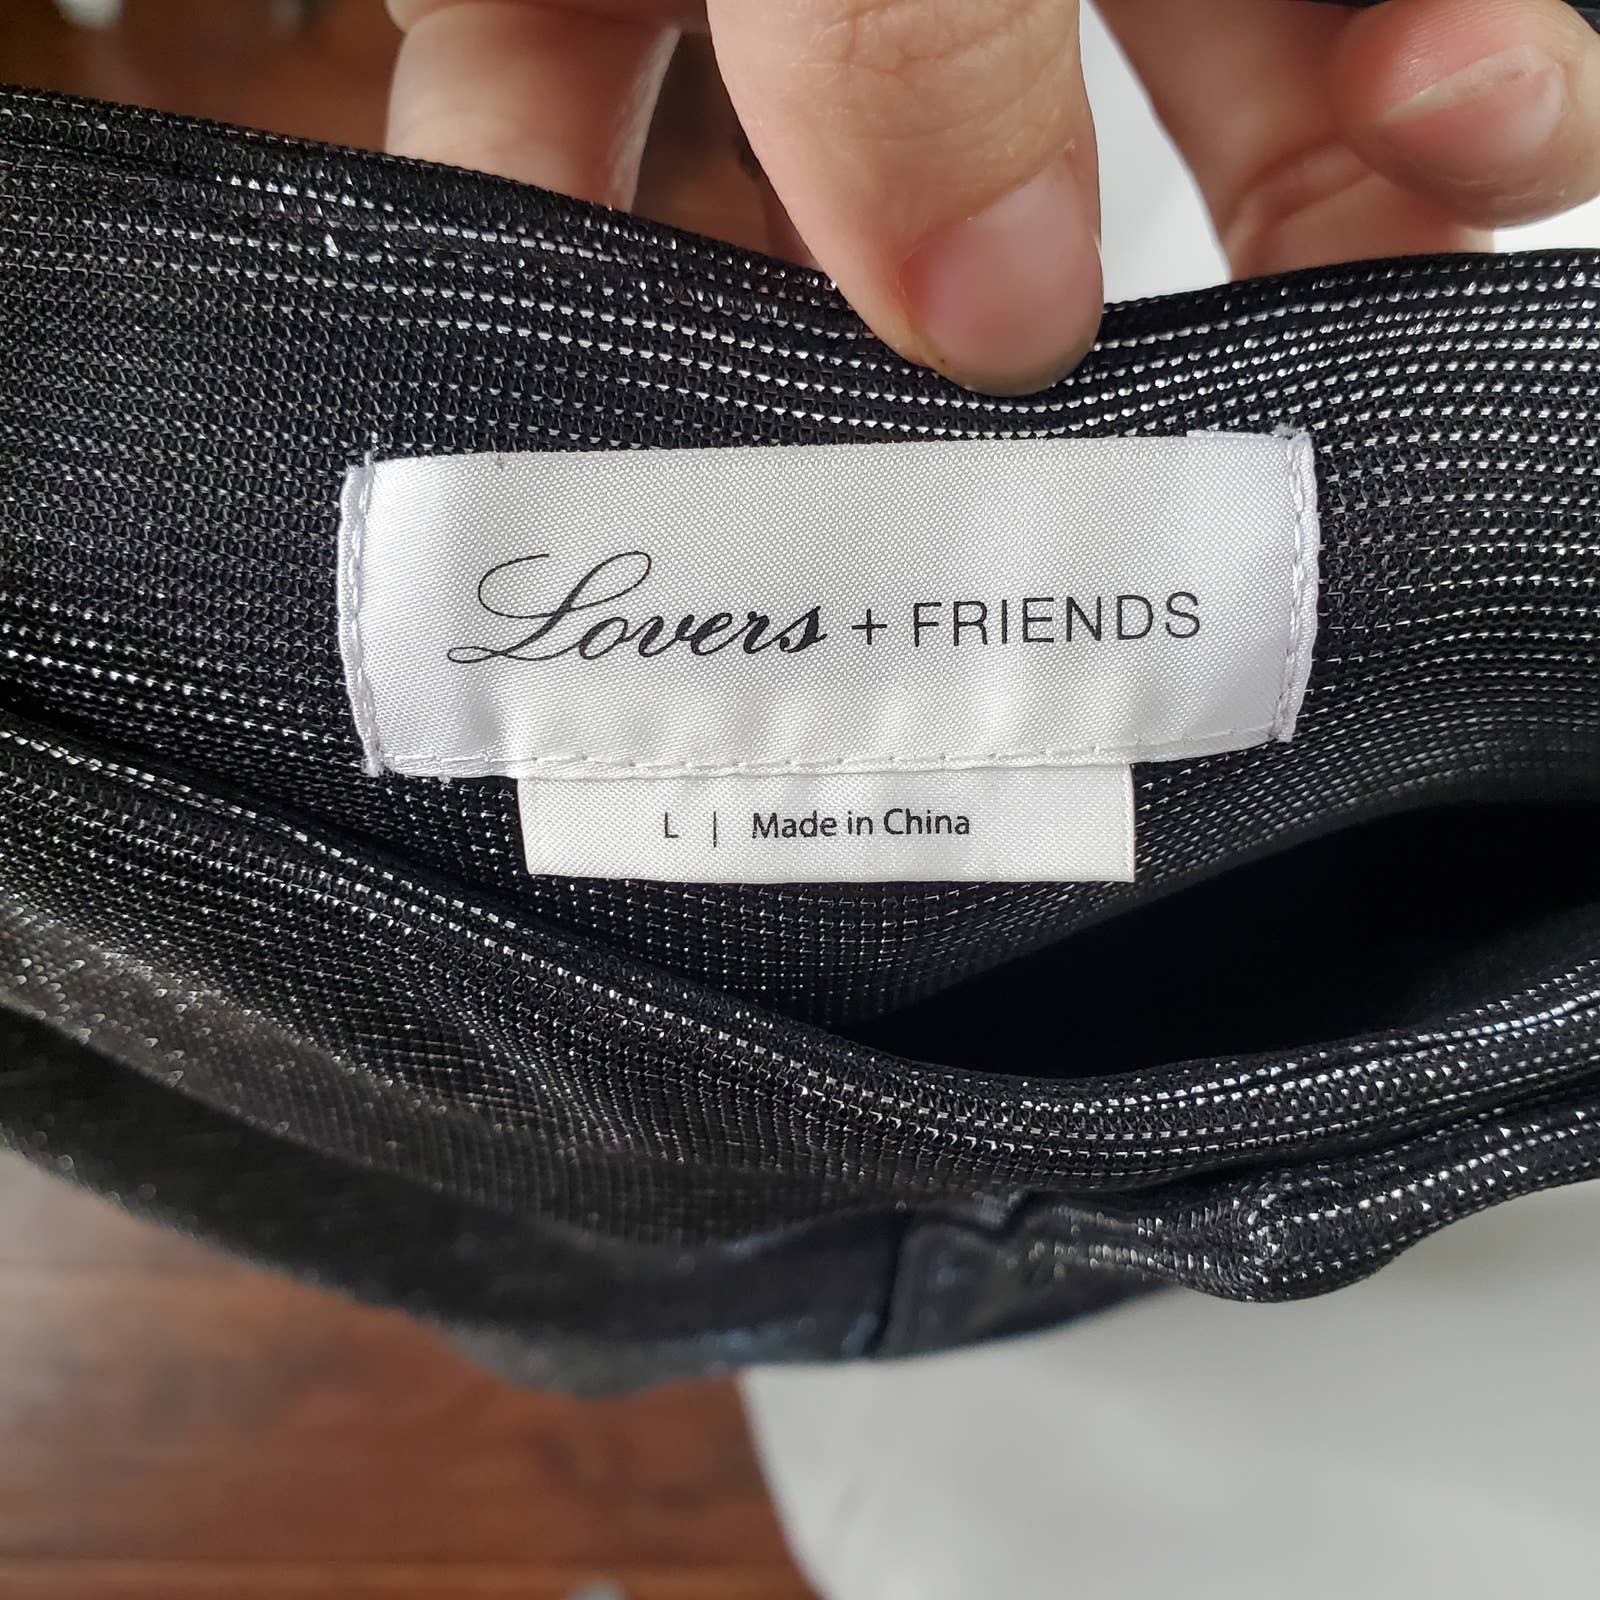 Lovers + FRIENDS
L | Made in China